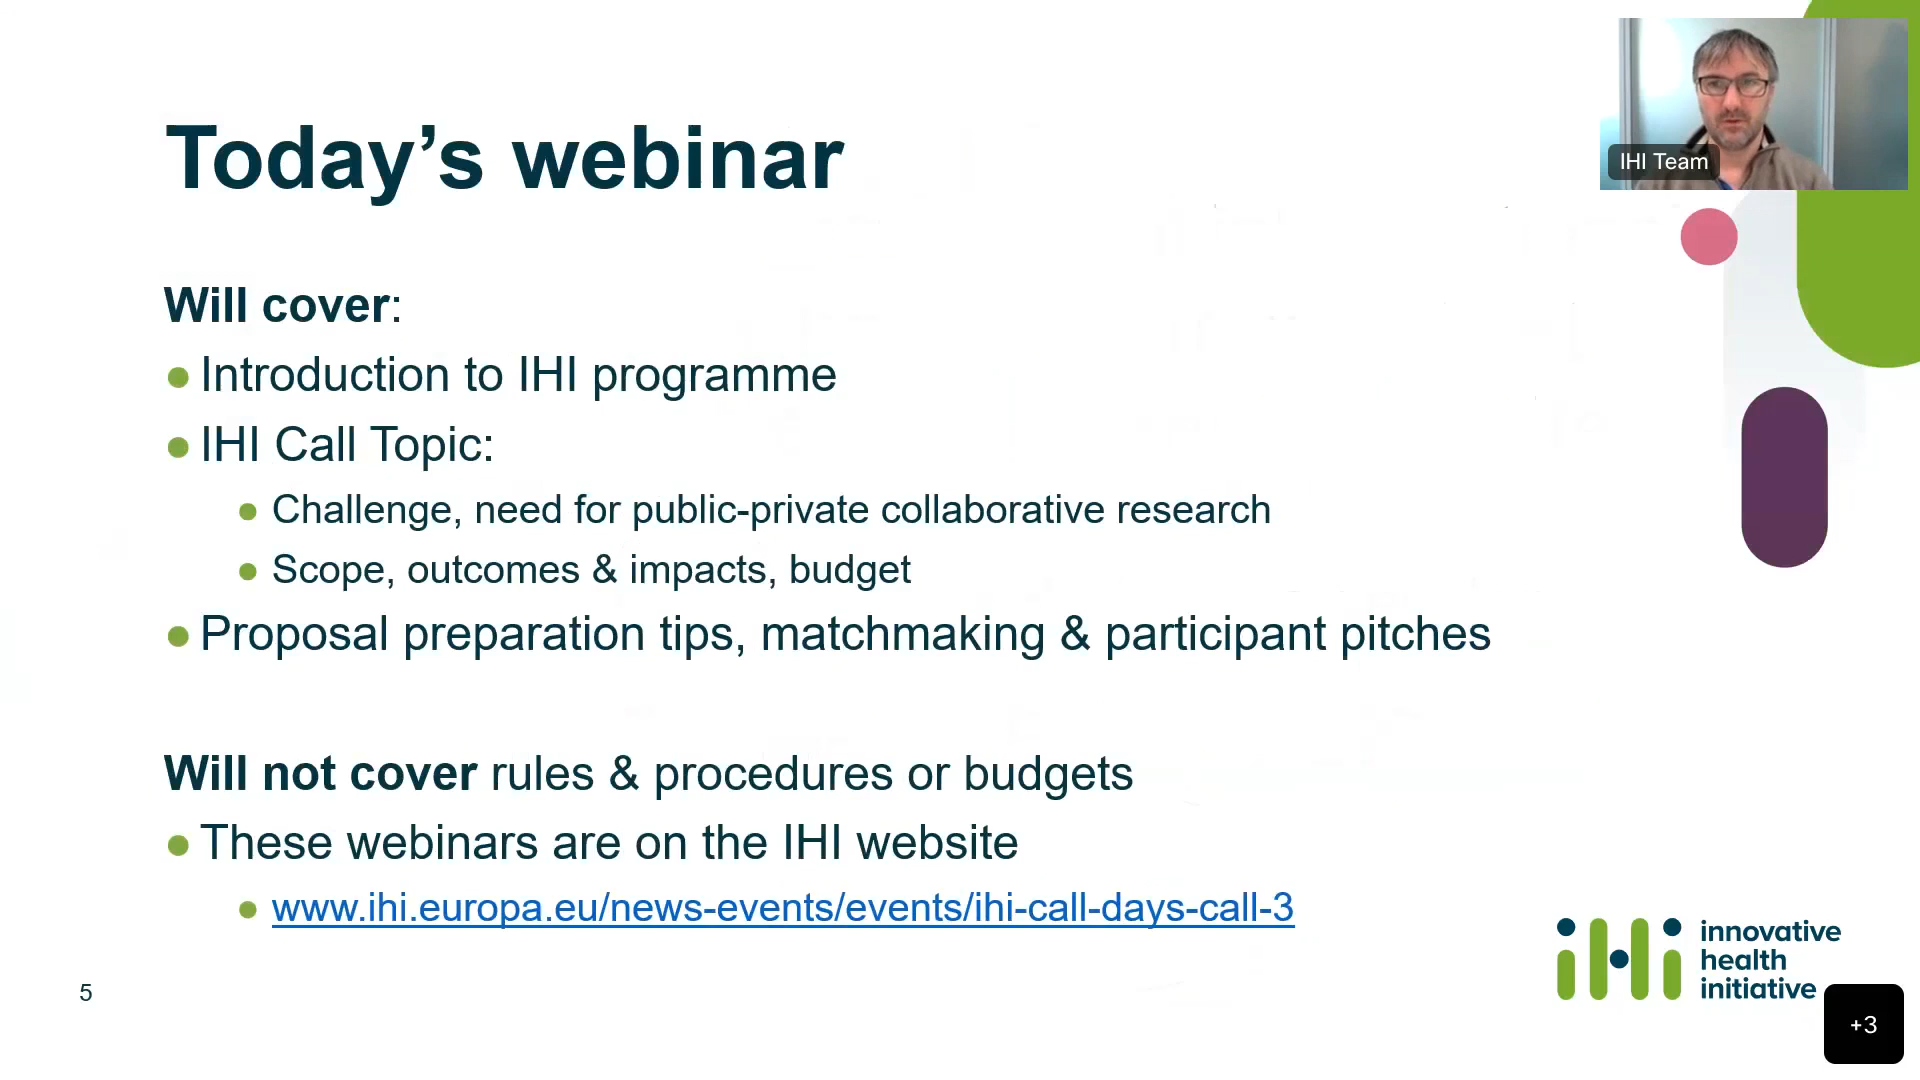 Today’s webinar
IHI Team
Will cover:
Introduction to IHI programme
IHI Call Topic:
Challenge, need for public-private collaborative research
Scope, outcomes & impacts, budget
Proposal preparation tips, matchmaking & participant pitches
Will not cover rules & procedures or budgets
These webinars are on the IHI website
www.ihi.europa.eu/news-events/events/ihi-call-days-call-3
5
iHi
innovative
health
initiative
+3